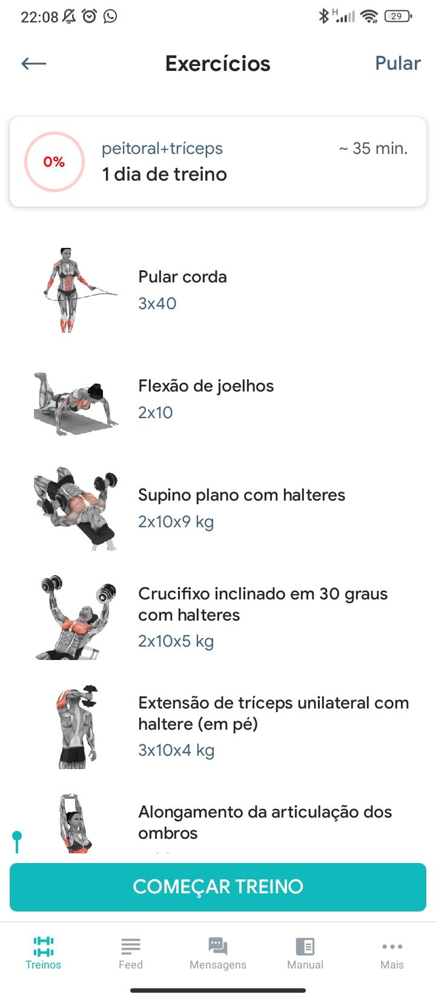 22:08
H
29
Exercícios
Pular
0%
peitoral+tríceps
~ 35 min.
1 dia de treino
Pular corda
3x40
Flexão de joelhos
2x10
Supino plano com halteres
2x10x9 kg
Crucifixo inclinado em 30 graus
com halteres
2x10x5 kg
Extensão de tríceps unilateral com
haltere (em pé)
3x10x4 kg
Alongamento da articulação dos
ombros
COMEÇAR TREINO
Treinos
Feed
Mensagens
Manual
Mais